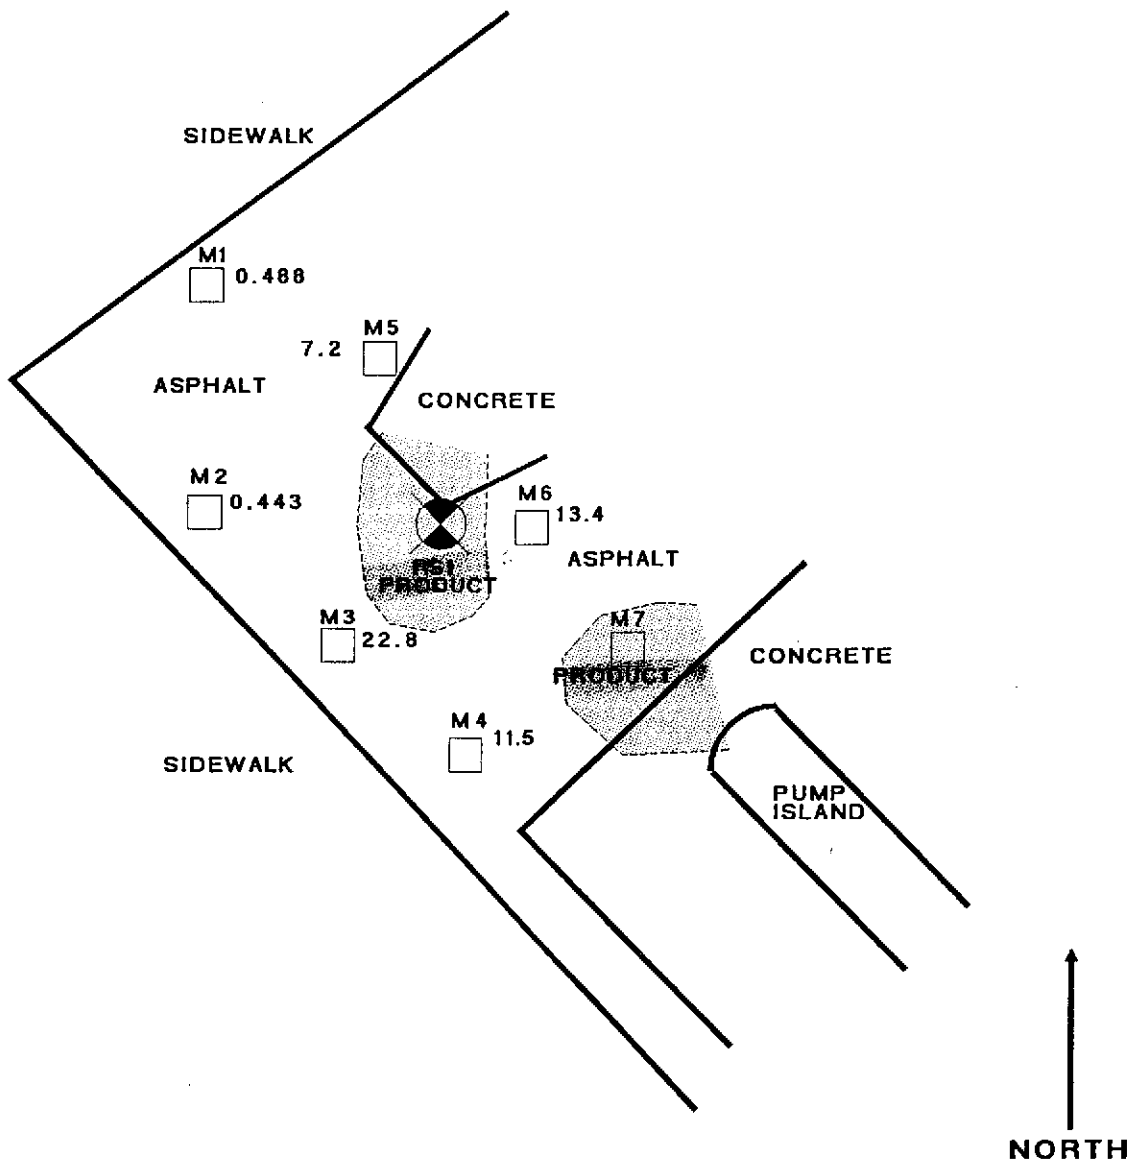 SIDEWALK
M1
0.488
M5
7.2
ASPHALT
CONCRETE
M2
0.443
M6
13.4
ASPHALT
PRODUCT
M3
22.8
M7
CONCRETE
PRODUCT
M4
11.5
SIDEWALK
PUMP
ISLAND
NORTH